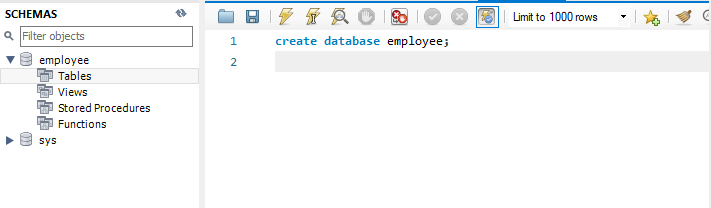 SCHEMAS
Filter objects
employee
Tables
Views
Stored Procedures
Functions
sys
Limit to 1000 rows
1 create database employee;
2